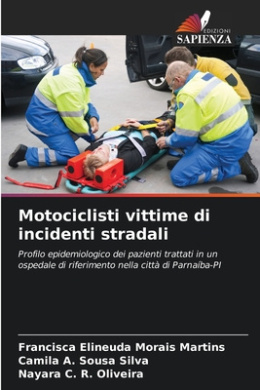 EDIZIONI
SAPIENZA
Motociclisti vittime di
incidenti stradali
Profilo epidemiologico dei pazienti trattati in un
ospedale di riferimento nella città di Parnaíba-PI
Francisca Elineuda Morais Martins
Camila A. Sousa Silva
Nayara C. R. Oliveira